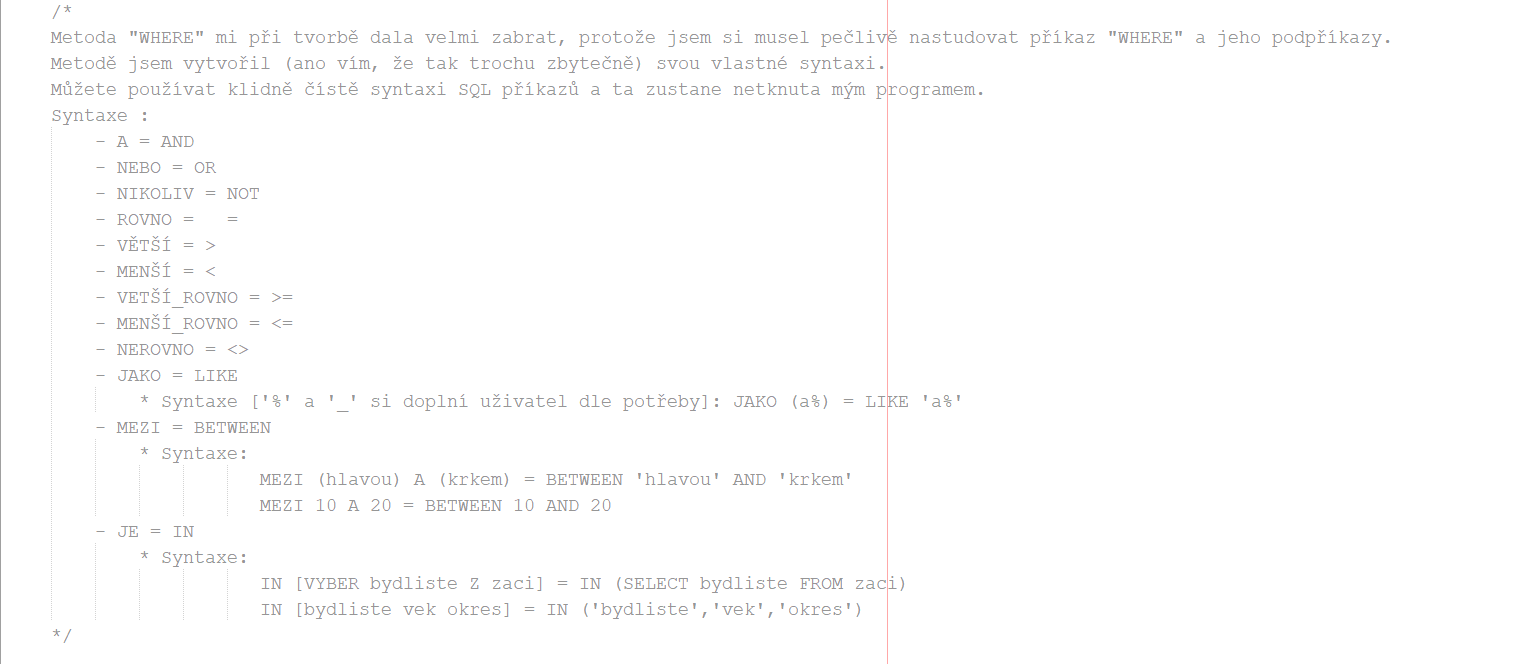 /*
Metoda "WHERE" mi při tvorbě dala velmi zabrat, protože jsem si musel pečlivě nastudovat příkaz "WHERE" a jeho podpříkazy.
Metodě jsem vytvořil (ano vím, že tak trochu zbytečně) svou vlastné syntaxi.
Můžete používat klidně čístě syntaxi SQL příkazů a ta zustane netknuta mým programem.
Syntaxe :
- A = AND
- NEBO = OR
- NIKOLIV = NOT
- ROVNO =   =
- VĚTŠÍ = >
- MENŠÍ = <
- VETŠÍ_ROVNO = >=
- MENŠÍ_ROVNO = <=
- NEROVNO = <>
- JAKO = LIKE
* Syntaxe ['%' a '_' si doplní uživatel dle potřeby]: JAKO (a%) = LIKE 'a%'
- MEZI = BETWEEN
* Syntaxe:
MEZI (hlavou) A (krkem) = BETWEEN 'hlavou' AND 'krkem'
MEZI 10 A 20 = BETWEEN 10 AND 20
- JE = IN
* Syntaxe:
IN [VYBER bydliste Z zaci] = IN (SELECT bydliste FROM zaci)
IN [bydliste vek okres] = IN ('bydliste','vek','okres')
*/